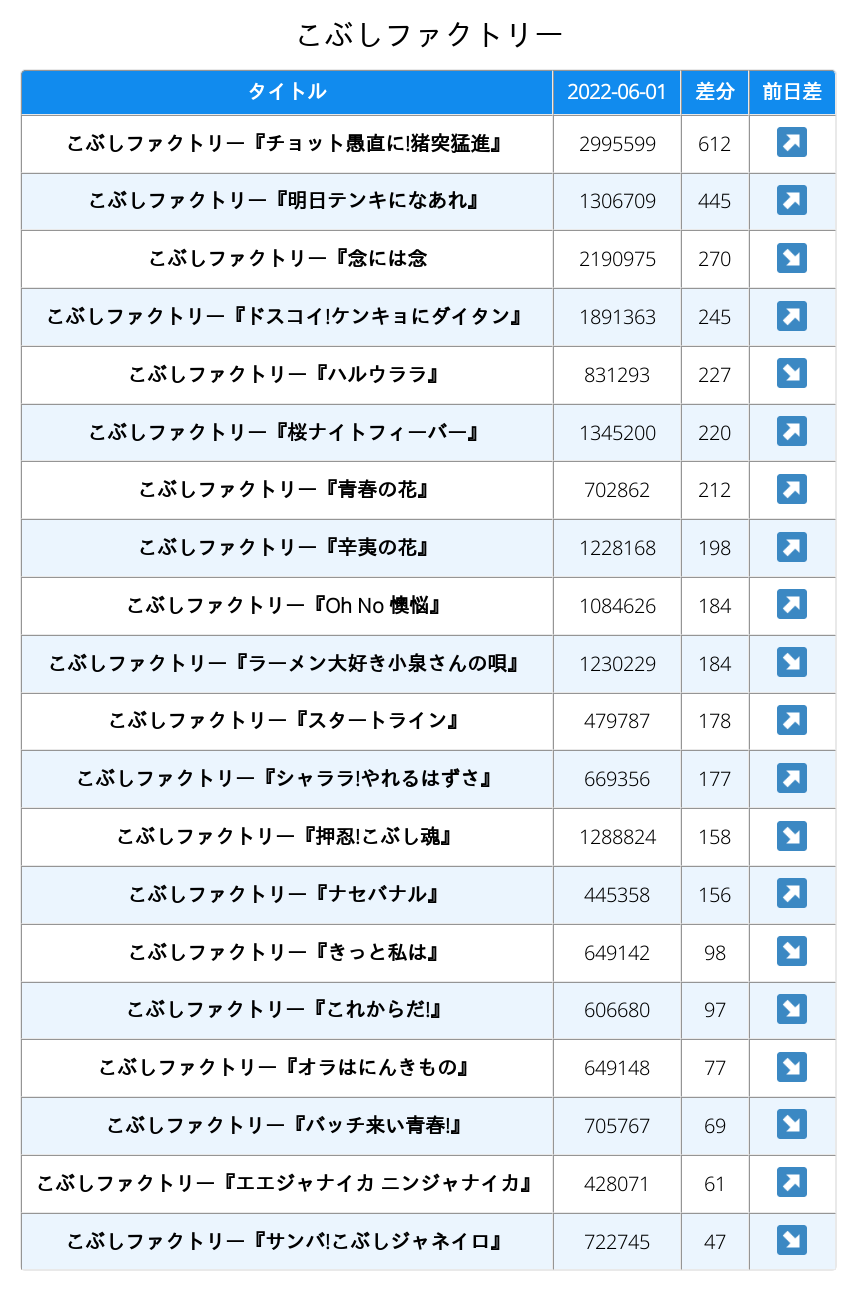 こぶしファクトリー
タイトル 2022-06-01 差分 前日差
こぶしファクトリー『チョット愚直に!猪突猛進』 2995599 612 ↗
こぶしファクトリー『明日テンキになあれ』 1306709 445 ↗
こぶしファクトリー『念には念 2190975 270 ↘
こぶしファクトリー『ドスコイ!ケンキョにダイタン』 1891363 245 ↗
こぶしファクトリー『ハルウララ』 831293 227 ↘
こぶしファクトリー『桜ナイトフィーバー』 1345200 220 ↗
こぶしファクトリー『青春の花』 702862 212 ↗
こぶしファクトリー『辛夷の花』 1228168 198 ↗
こぶしファクトリー『Oh No 懊悩』 1084626 184 ↗
こぶしファクトリー『ラーメン大好き小泉さんの唄』 1230229 184 ↘
こぶしファクトリー『スタートライン』 479787 178 ↗
こぶしファクトリー『シャララ!やれるはずさ』 669356 177 ↗
こぶしファクトリー『押忍!こぶし魂』 1288824 158 ↘
こぶしファクトリー『ナセバナル』 445358 156 ↗
こぶしファクトリー『きっと私は』 649142 98 ↘
こぶしファクトリー『これからだ!』 606680 97 ↘
こぶしファクトリー『オラはにんきもの』 649148 77 ↘
こぶしファクトリー『バッチ来い青春!』 705767 69 ↘
こぶしファクトリー『エエジャナイカ ニンジャナイカ』 428071 61 ↗
こぶしファクトリー『サンバ!こぶしジャネイロ』 722745 47 ↘